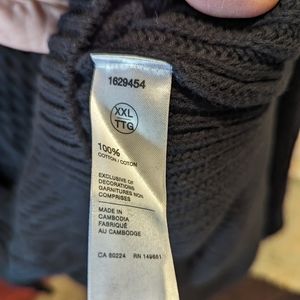 1629454
XXL
TTG
100%
COTTON / COTON
EXCLUSIVE OF
DECORATIONS
GARNITURES NON
COMPRISES
MADE IN
CAMBODIA
FABRIQUÉ
AU CAMBODGE
CA 60224 RN 149661